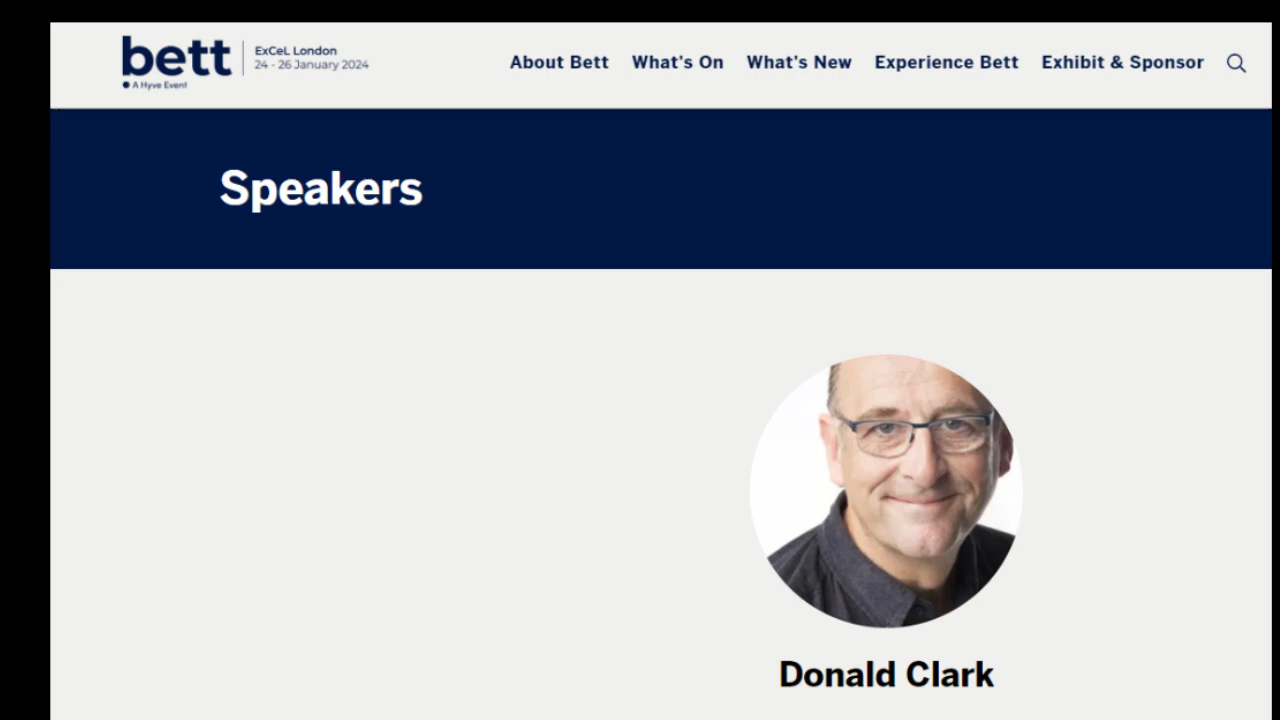 bett
ExCeL London
24 - 26 January 2024
A Hyve Event
About Bett What's On What's New Experience Bett Exhibit & Sponsor
Speakers
Donald Clark